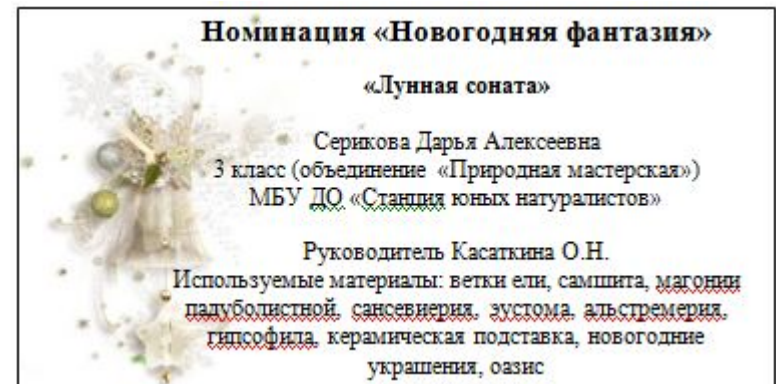 Номинация «Новогодняя фантазия»
«Лунная соната»
Серикова Дарья Алексеевна
3 класс (объединение «Природная мастерская»)
МБУ ДО «Станция юных натуралистов»
Руководитель Касаткина О.Н.
Используемые материалы: ветки ели, самшита, магонии
падуболистной, сансевиерия, эустома, альстремерия,
гипсофила, керамическая подставка, новогодние
украшения, оазис